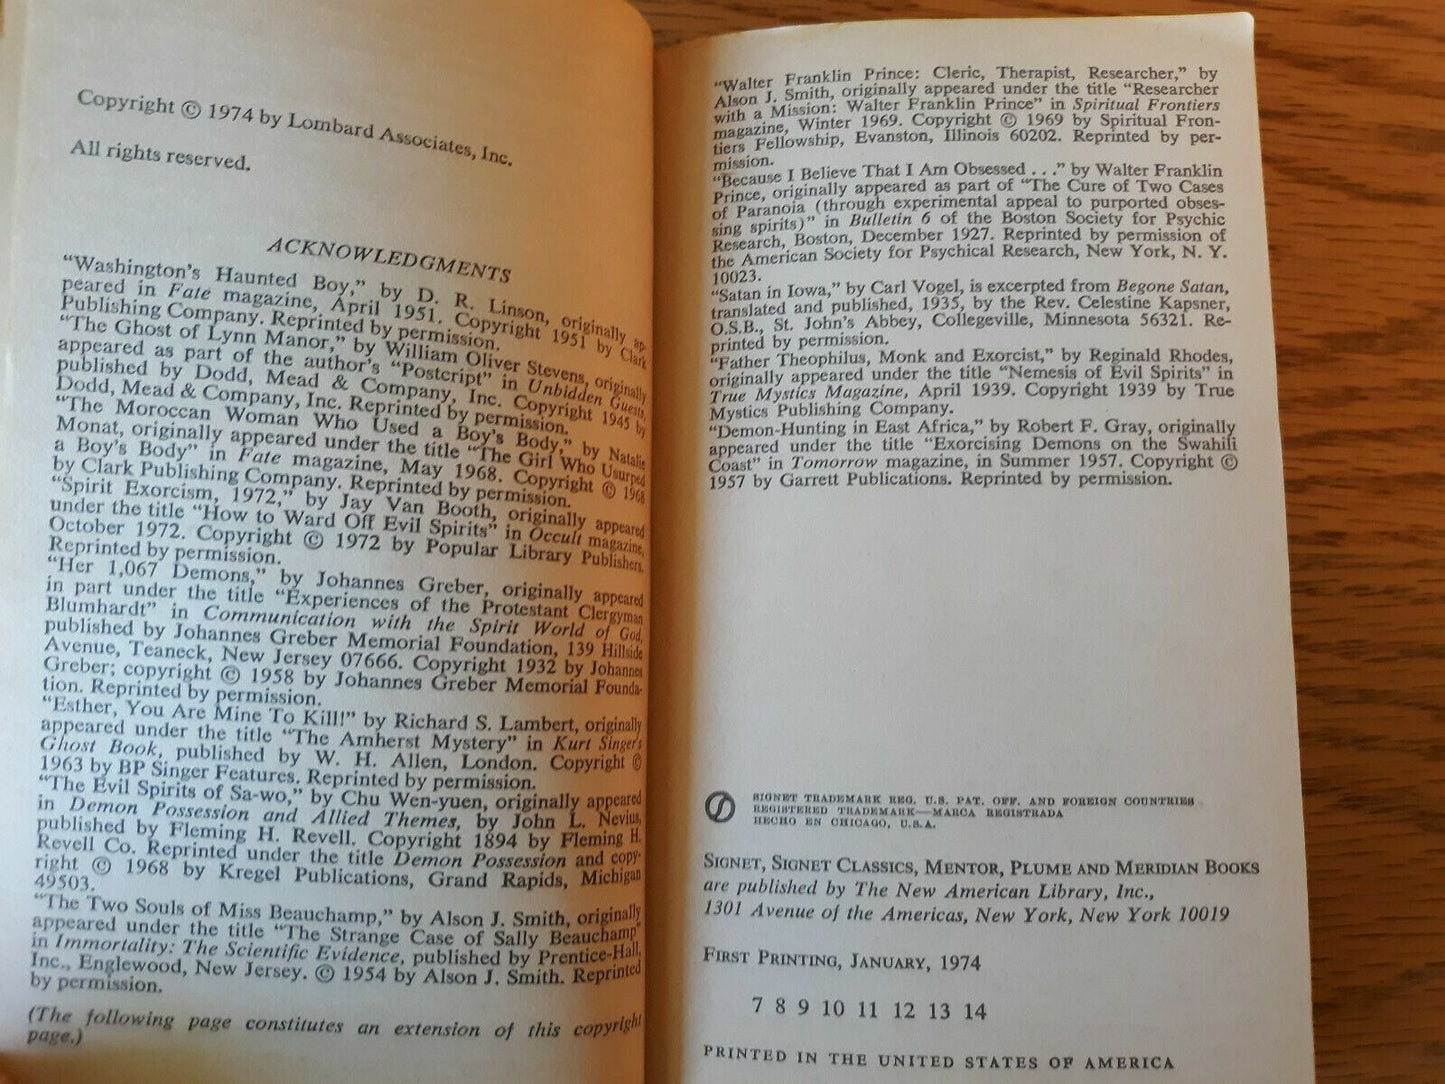 Copyright © 1974 by Lombard Associates, Inc.
All rights reserved.
ACKNOWLEDGMENTS
"Washington's Haunted Boy," by D. R. Linson, originally ap-
peared in Fate magazine, April 1951. Copyright 1951 by Clark
Publishing Company. Reprinted by permission.
"The Ghost of Lynn Manor," by William Oliver Stevens, originally
appeared as part of the author's "Postcript" in Unbidden Guests,
published by Dodd, Mead & Company, Inc. Copyright 1945 by
Dodd, Mead & Company, Inc. Reprinted by permission.
"The Moroccan Woman Who Used a Boy's Body," by Natalie
Monat, originally appeared under the title "The Girl Who Usurped
a Boy's Body" in Fate magazine, May 1968. Copyright © 1968
by Clark Publishing Company. Reprinted by permission.
"Spirit Exorcism, 1972," by Jay Van Booth, originally appeared
under the title "How to Ward Off Evil Spirits" in Occult magazine,
October 1972. Copyright © 1972 by Popular Library Publishers.
Reprinted by permission.
"Her 1,067 Demons," by Johannes Greber, originally appeared
in part under the title "Experiences of the Protestant Clergyman
Blumhardt" in Communication with the Spirit World of God,
published by Johannes Greber Memorial Foundation, 139 Hillside
Avenue, Teaneck, New Jersey 07666. Copyright 1932 by Johannes
Greber; copyright © 1958 by Johannes Greber Memorial Founda-
tion. Reprinted by permission.
"Esther, You Are Mine To Kill!" by Richard S. Lambert, originally
appeared under the title "The Amherst Mystery" in Kurt Singer's
Ghost Book, published by W. H. Allen, London. Copyright ©
1963 by BP Singer Features. Reprinted by permission.
"The Evil Spirits of Sa-wo," by Chu Wen-yuen, originally appeared
in Demon Possession and Allied Themes, by John L. Nevius,
published by Fleming H. Revell. Copyright 1894 by Fleming H.
Revell Co. Reprinted under the title Demon Possession and copy-
right © 1968 by Kregel Publications, Grand Rapids, Michigan
49503.
"The Two Souls of Miss Beauchamp," by Alson J. Smith, originally
appeared under the title "The Strange Case of Sally Beauchamp"
in Immortality: The Scientific Evidence, published by Prentice-Hall,
Inc., Englewood, New Jersey. © 1954 by Alson J. Smith. Reprinted
by permission.
(The following page constitutes an extension of this copyright
page.)
"Walter Franklin Prince: Cleric, Therapist, Researcher," by
Alson J. Smith, originally appeared under the title "Researcher
with a Mission: Walter Franklin Prince" in Spiritual Frontiers
magazine, Winter 1969. Copyright © 1969 by Spiritual Fron-
tiers Fellowship, Evanston, Illinois 60202. Reprinted by per-
mission.
"Because I Believe That I Am Obsessed . . ." by Walter Franklin
Prince, originally appeared as part of "The Cure of Two Cases
of Paranoia (through experimental appeal to purported obses-
sing spirits)" in Bulletin 6 of the Boston Society for Psychic
Research, Boston, December 1927. Reprinted by permission of
the American Society for Psychical Research, New York, N. Y.
10023.
"Satan in Iowa," by Carl Vogel, is excerpted from Begone Satan,
translated and published, 1935, by the Rev. Celestine Kapsner,
O.S.B., St. John's Abbey, Collegeville, Minnesota 56321. Re-
printed by permission.
"Father Theophilus, Monk and Exorcist," by Reginald Rhodes,
originally appeared under the title "Nemesis of Evil Spirits" in
True Mystics Magazine, April 1939. Copyright 1939 by True
Mystics Publishing Company.
"Demon-Hunting in East Africa," by Robert F. Gray, originally
appeared under the title "Exorcising Demons on the Swahili
Coast" in Tomorrow magazine, in Summer 1957. Copyright ©
1957 by Garrett Publications. Reprinted by permission.
SIGNET TRADEMARK REG. U.S. PAT. OFF. AND FOREIGN COUNTRIES
REGISTERED TRADEMARK—MARCA REGISTRADA
HECHO EN CHICAGO, U.S.A.
SIGNET, SIGNET CLASSICS, MENTOR, PLUME AND MERIDIAN BOOKS
are published by The New American Library, Inc.,
1301 Avenue of the Americas, New York, New York 10019
FIRST PRINTING, JANUARY, 1974
7 8 9 10 11 12 13 14
PRINTED IN THE UNITED STATES OF AMERICA